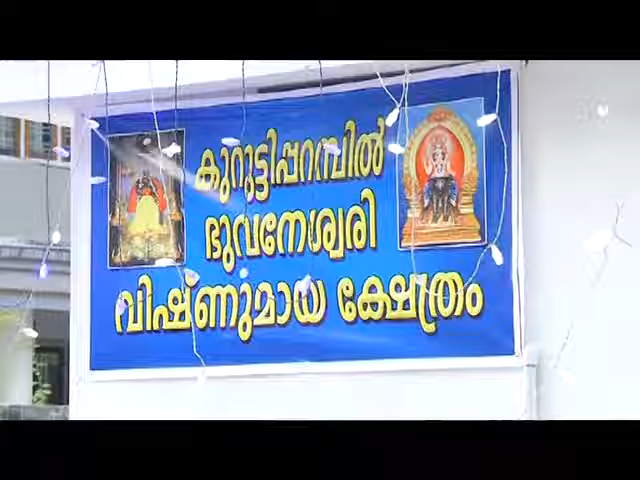 കുറുട്ടിപ്പറമ്പിൽ
ഭുവനേശ്വരി
വിഷ്ണുമായ ക്ഷേത്രം